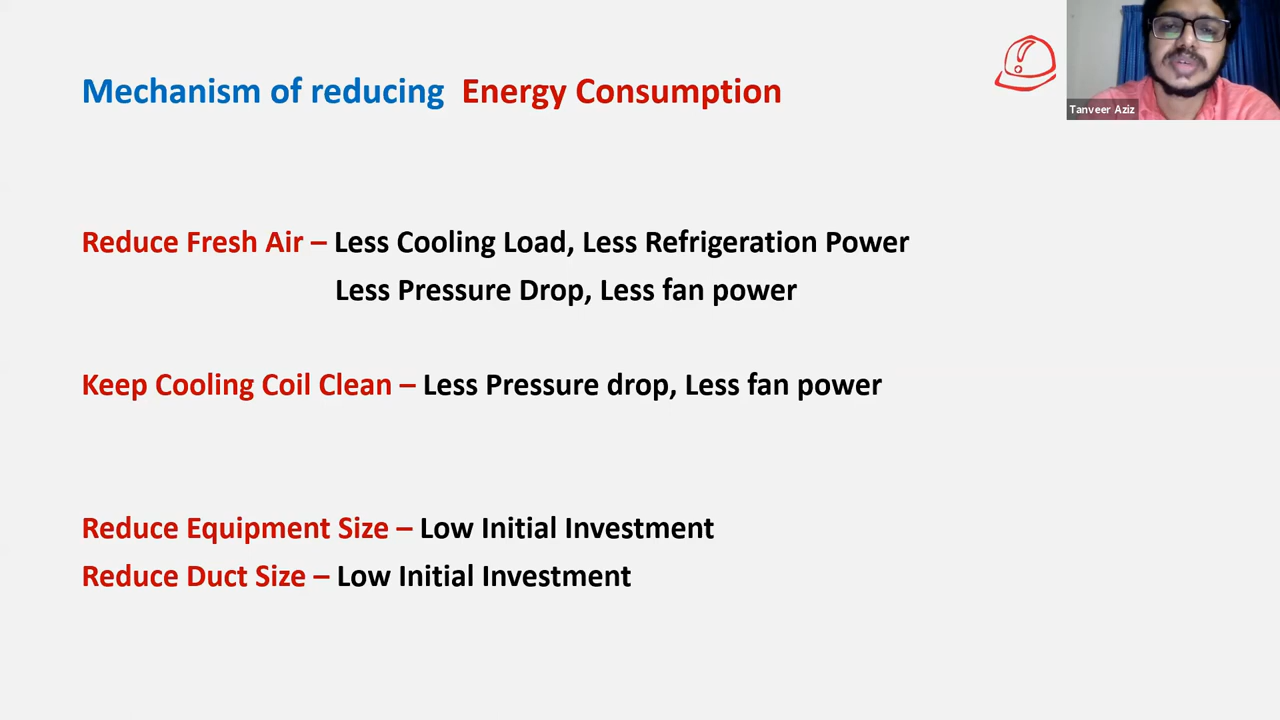 Mechanism of reducing Energy Consumption
Tanveer Aziz
Reduce Fresh Air – Less Cooling Load, Less Refrigeration Power
Less Pressure Drop, Less fan power
Keep Cooling Coil Clean – Less Pressure drop, Less fan power
Reduce Equipment Size – Low Initial Investment
Reduce Duct Size – Low Initial Investment